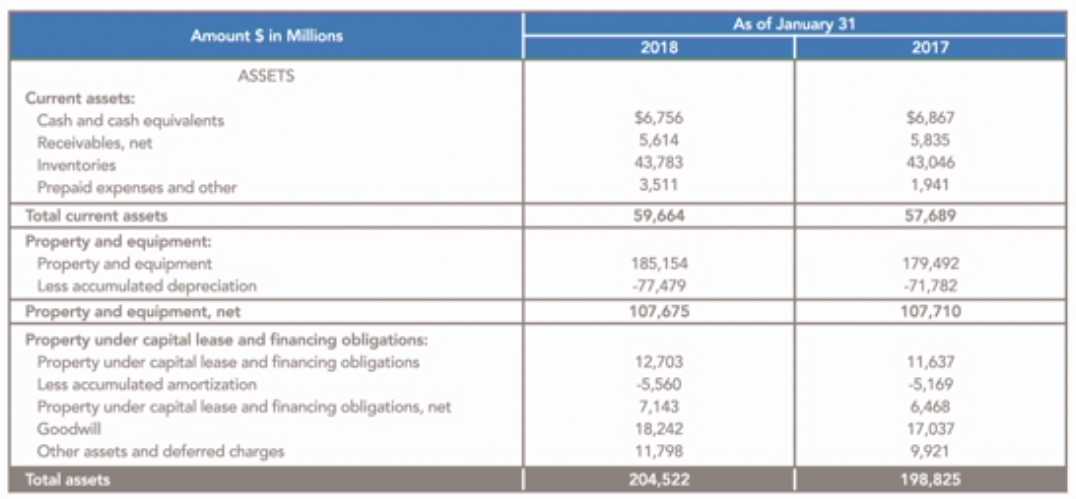 Amount $ in Millions As of January 31
2018 2017
ASSETS
Current assets:
Cash and cash equivalents $6,756 $6,867
Receivables, net 5,614 5,835
Inventories 43,783 43,046
Prepaid expenses and other 3,511 1,941
Total current assets 59,664 57,689
Property and equipment:
Property and equipment 185,154 179,492
Less accumulated depreciation -77,479 -71,782
Property and equipment, net 107,675 107,710
Property under capital lease and financing obligations:
Property under capital lease and financing obligations 12,703 11,637
Less accumulated amortization -5,560 -5,169
Property under capital lease and financing obligations, net 7,143 6,468
Goodwill 18,242 17,037
Other assets and deferred charges 11,798 9,921
Total assets 204,522 198,825